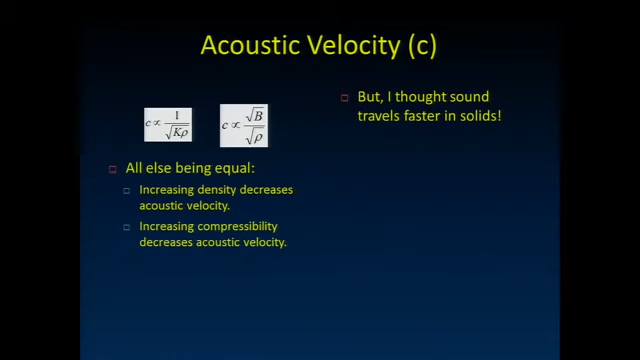 Acoustic Velocity (c)
c ∝ 1/√Kρ
c ∝ √B/√ρ
All else being equal:
Increasing density decreases
acoustic velocity.
Increasing compressibility
decreases acoustic velocity.
But, I thought sound
travels faster in solids!